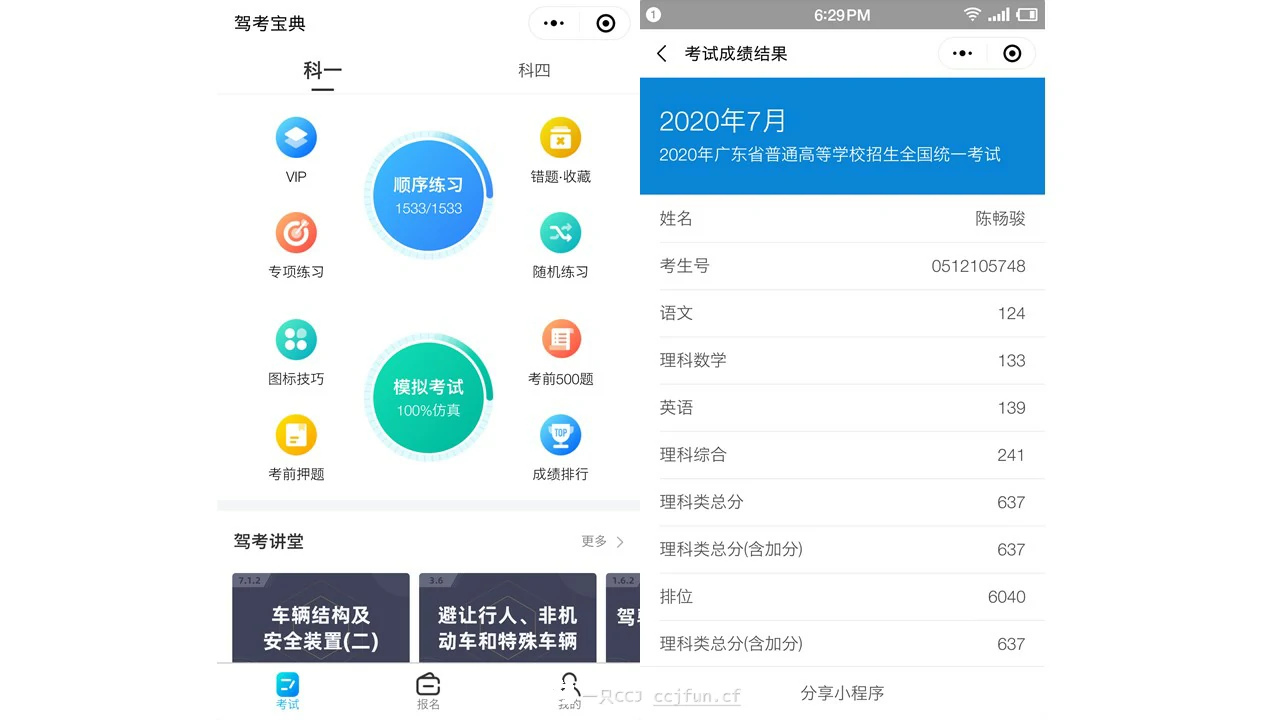 驾考宝典
科一
科四
VIP
顺序练习
1533/1533
错题·收藏
专项练习
随机练习
图标技巧
模拟考试
100%仿真
考前500题
考前押题
TOP
成绩排行
驾考讲堂
更多
7.1.2
车辆结构及
安全装置(二)
3.6
避让行人、非机
动车和特殊车辆
1.6.2
考试
报名
我的
1
6:29PM
考试成绩结果
2020年7月
2020年广东省普通高等学校招生全国统一考试
姓名 陈畅骏
考生号 0512105748
语文 124
理科数学 133
英语 139
理科综合 241
理科类总分 637
理科类总分(含加分) 637
排位 6040
理科类总分(含加分) 637
分享小程序
一只CCJ ccjfun.cf